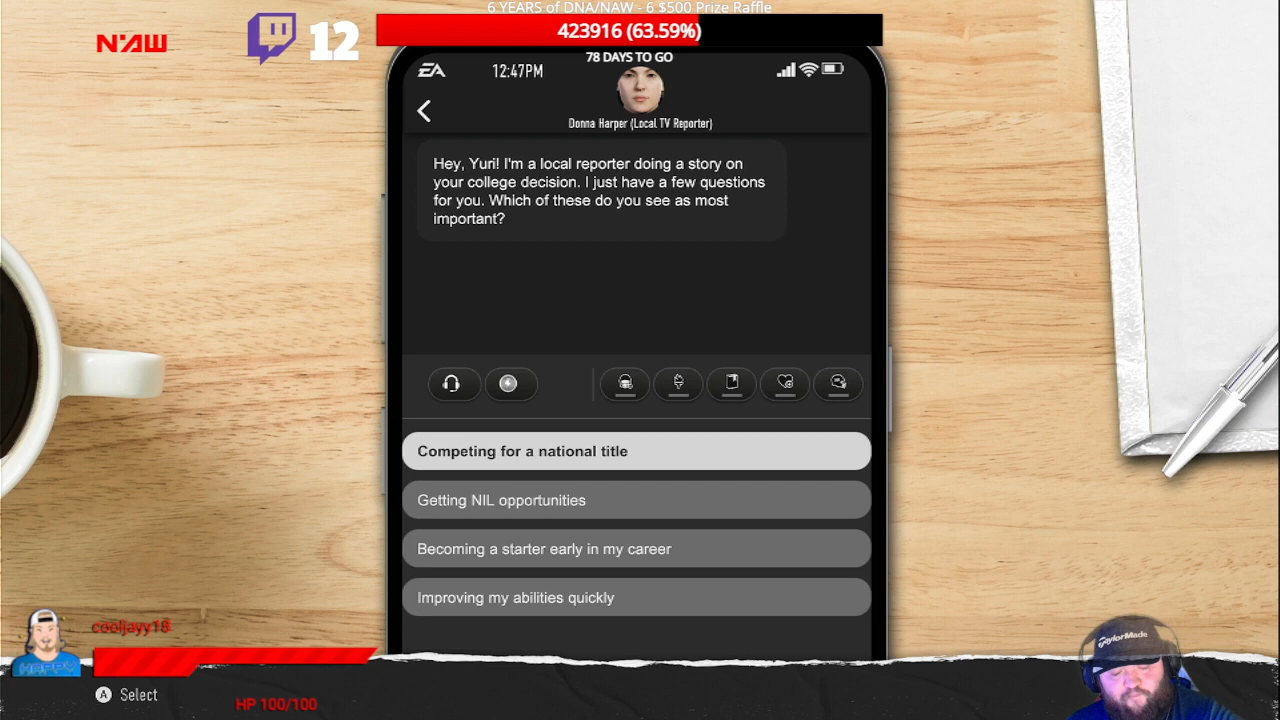 6 YEARS of DNA/NAW - 6 $500 Prize Raffle
NAW
12
423916 (63.59%)
78 DAYS TO GO
EA
12:47PM
Donna Harper (Local TV Reporter)
Hey, Yuri! I'm a local reporter doing a story on
your college decision. I just have a few questions
for you. Which of these do you see as most
important?
Competing for a national title
Getting NIL opportunities
Becoming a starter early in my career
Improving my abilities quickly
cooljayy18
HAPPY
A Select
HP 100/100
TaylorMade